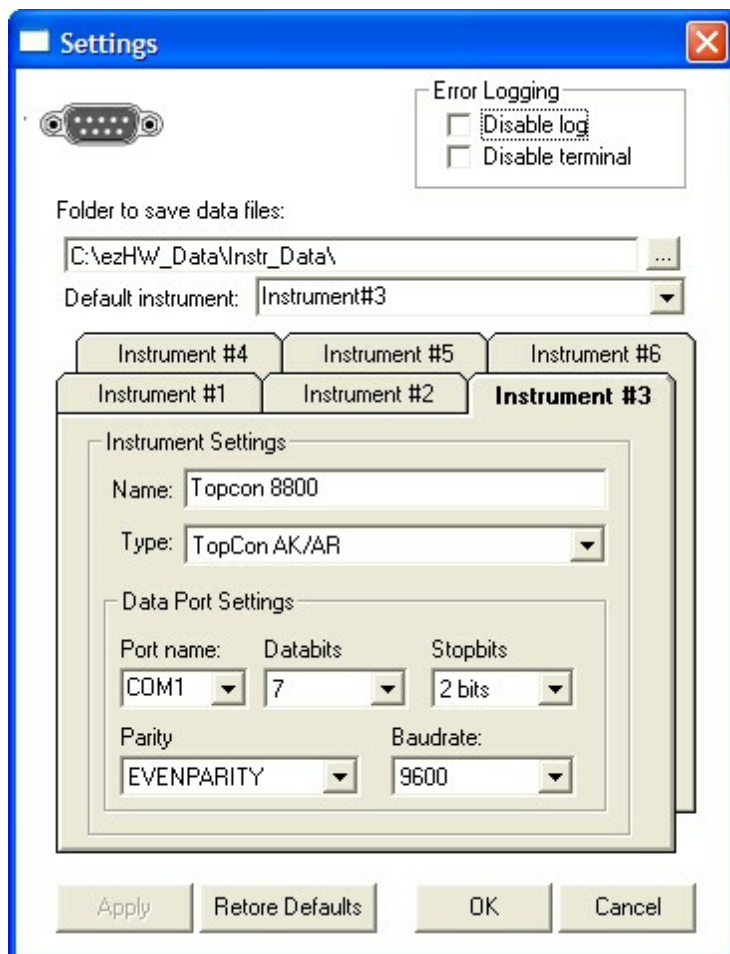 Settings
Error Logging
Disable log
Disable terminal
Folder to save data files:
C:\ezHW_Data\Instr_Data\
...
Default instrument: Instrument#3
Instrument #4 Instrument #5 Instrument #6
Instrument #1 Instrument #2 Instrument #3
Instrument Settings
Name: Topcon 8800
Type: TopCon AK/AR
Data Port Settings
Port name: Databits Stopbits
COM1 7 2 bits
Parity Baudrate:
EVENPARITY 9600
Apply Retore Defaults OK Cancel